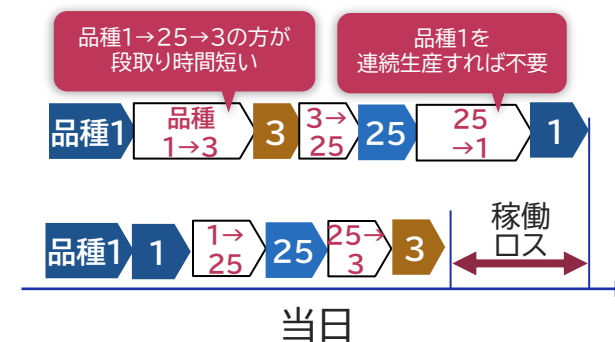 品種1→25→3の方が
段取り時間短い
品種1を
連続生産すれば不要
品種1
品種
1→3
3
3→
25
25
25
→1
1
品種1
1
1→
25
25
25→
3
3
稼働
ロス
当日